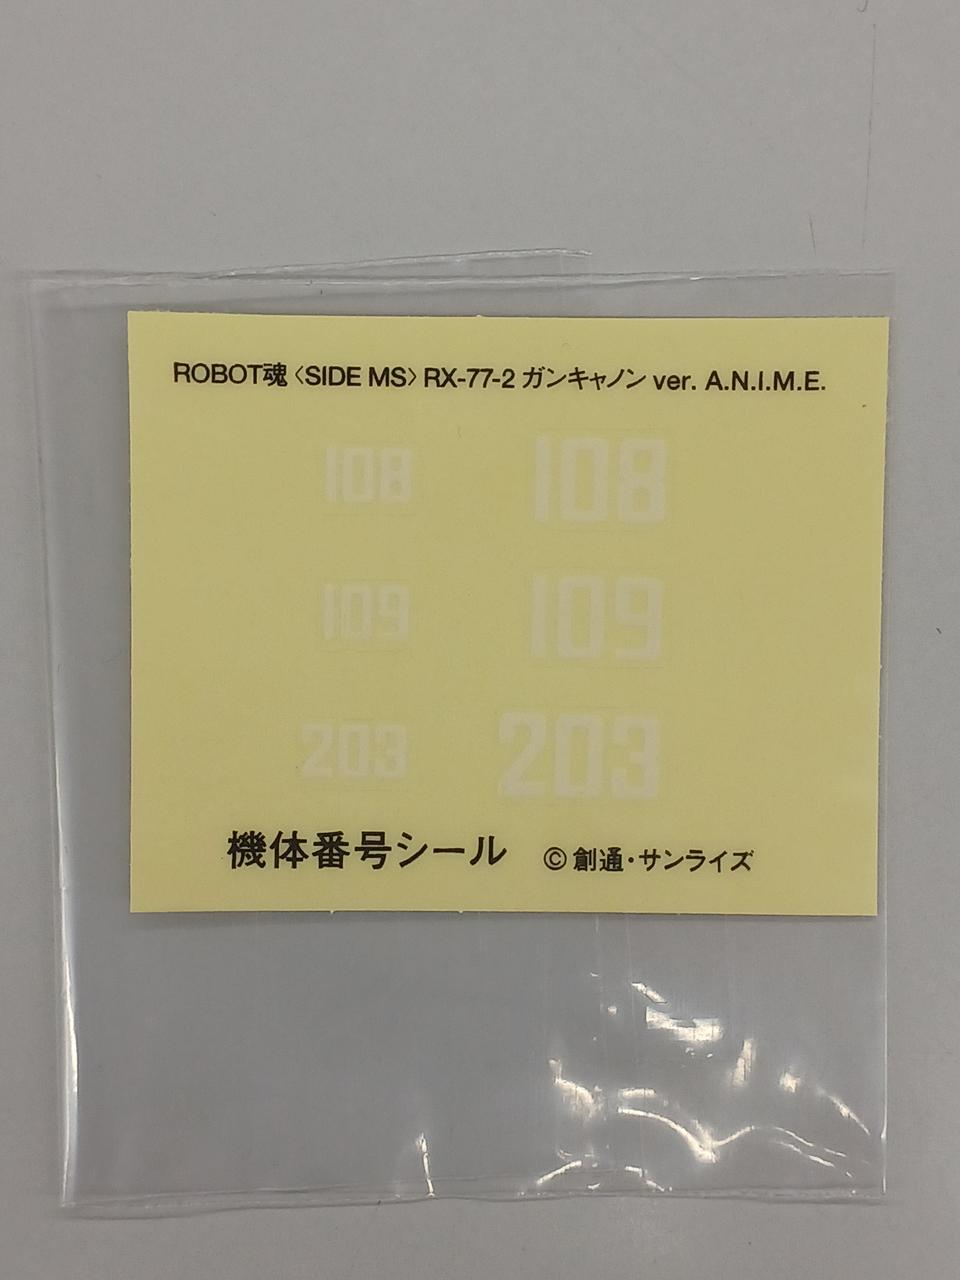 ROBOT魂〈SIDE MS〉RX-77-2 ガンキャノン ver. A.N.I.M.E.
108 108
109 109
203 203
機体番号シール ©創通・サンライズ